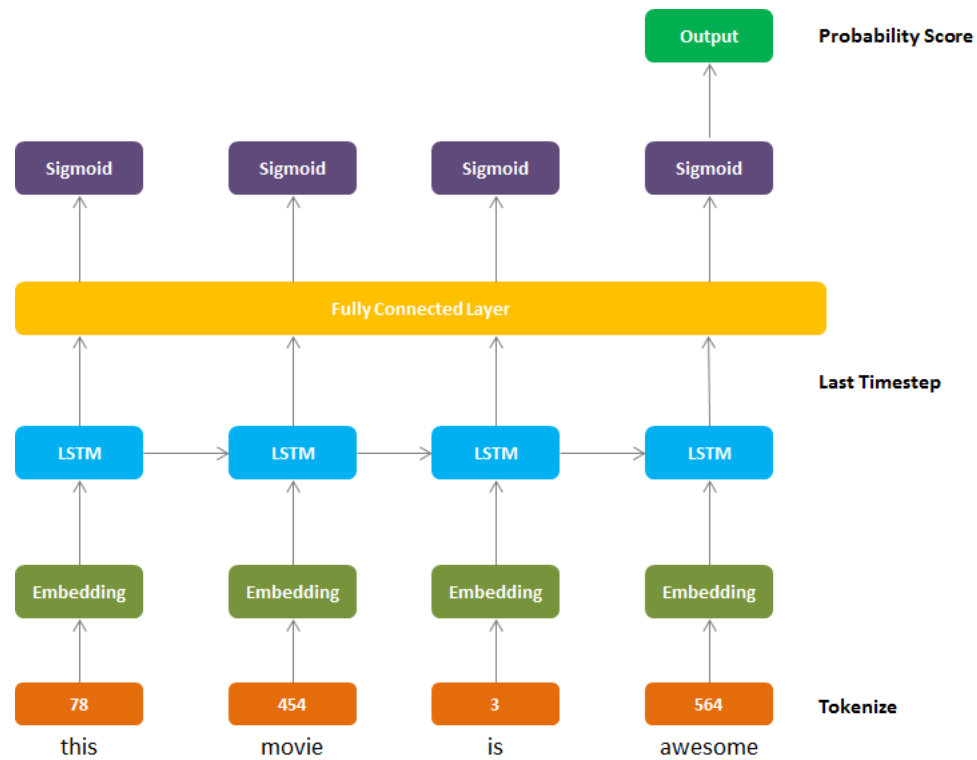 Output Probability Score
Sigmoid Sigmoid Sigmoid Sigmoid
Fully Connected Layer
Last Timestep
LSTM LSTM LSTM LSTM
Embedding Embedding Embedding Embedding
78 454 3 564 Tokenize
this movie is awesome